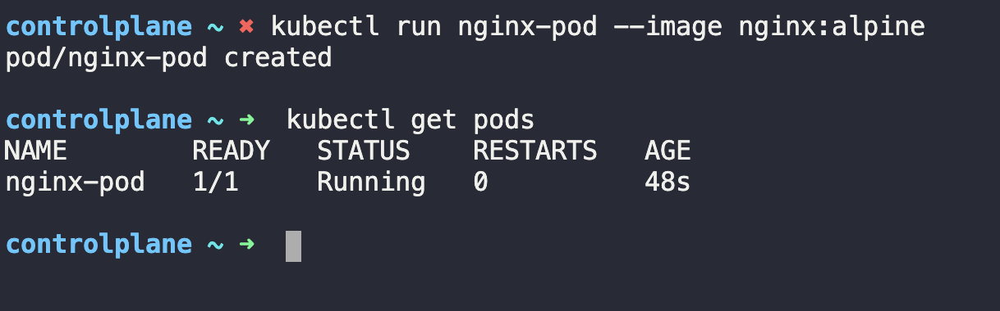 controlplane ~ ✖ kubectl run nginx-pod --image nginx:alpine
pod/nginx-pod created
controlplane ~ ➜ kubectl get pods
NAME READY STATUS RESTARTS AGE
nginx-pod 1/1 Running 0 48s
controlplane ~ ➜